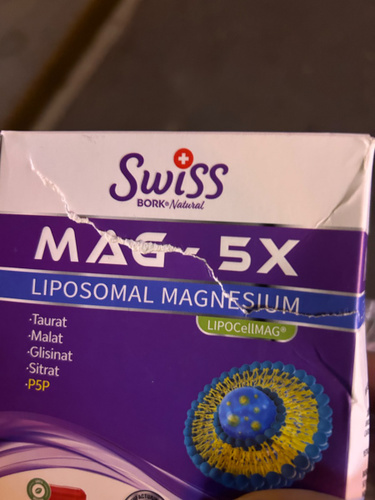 Swiss
BORK® Natural
MAG - 5X
LIPOSOMAL MAGNESIUM
LIPOCellMAG®
·Taurat
·Malat
·Glisinat
·Sitrat
·P5P